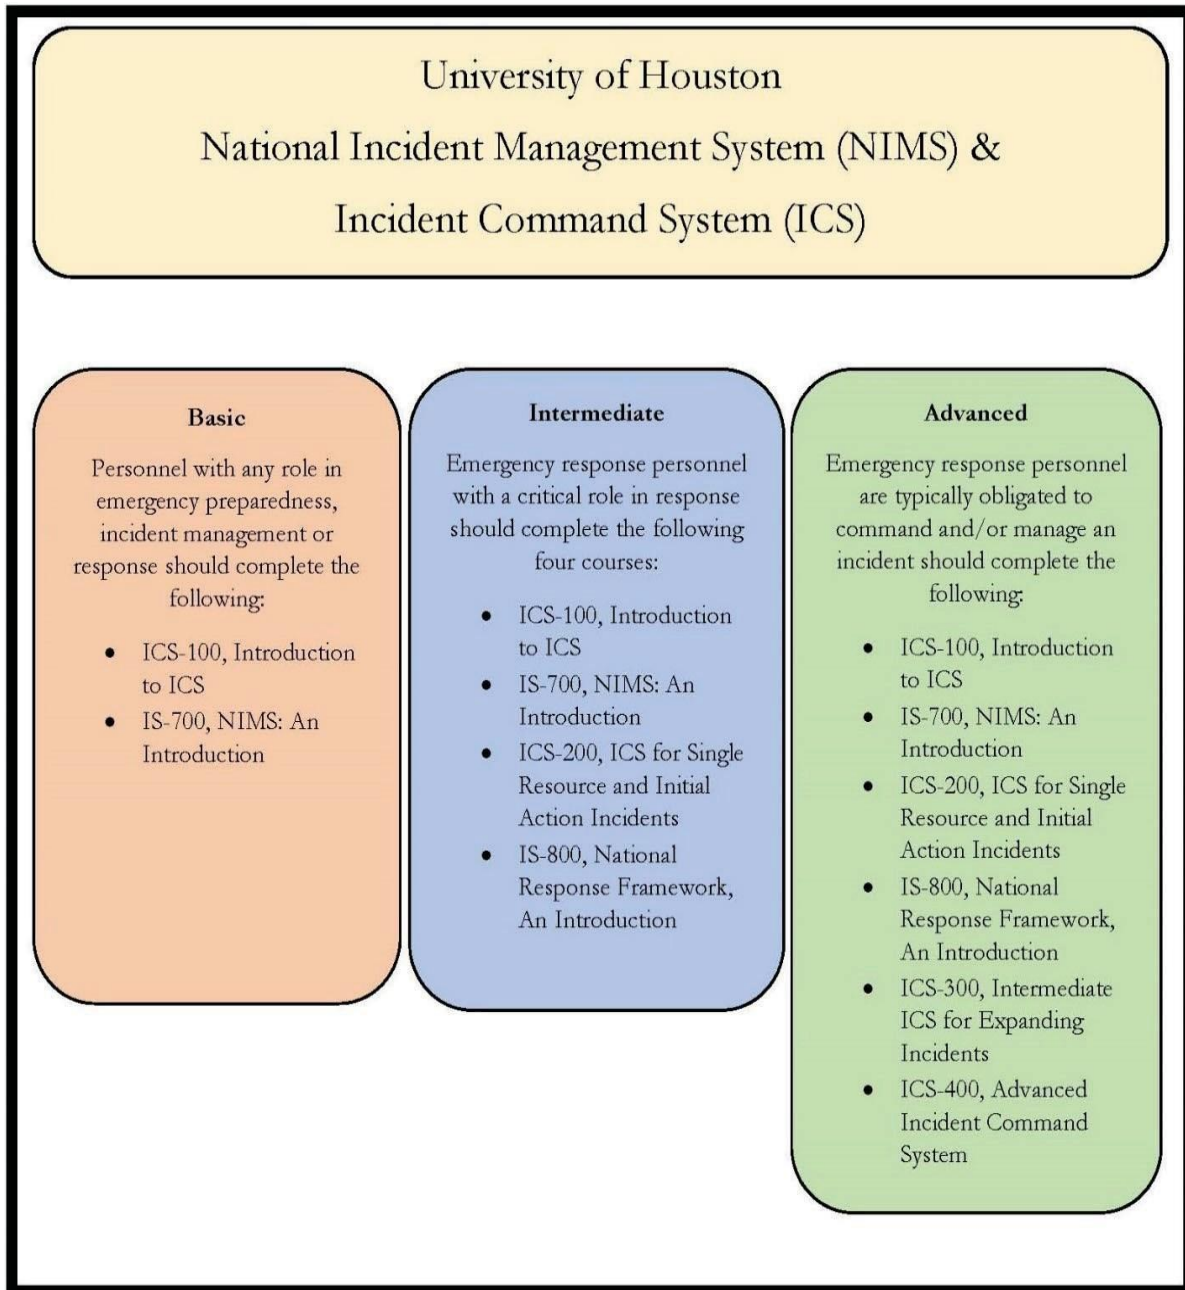 University of Houston
National Incident Management System (NIMS) &
Incident Command System (ICS)
Basic
Personnel with any role in
emergency preparedness,
incident management or
response should complete the
following:
• ICS-100, Introduction
to ICS
• IS-700, NIMS: An
Introduction
Intermediate
Emergency response personnel
with a critical role in response
should complete the following
four courses:
• ICS-100, Introduction
to ICS
• IS-700, NIMS: An
Introduction
• ICS-200, ICS for Single
Resource and Initial
Action Incidents
• IS-800, National
Response Framework,
An Introduction
Advanced
Emergency response personnel
are typically obligated to
command and/or manage an
incident should complete the
following:
• ICS-100, Introduction
to ICS
• IS-700, NIMS: An
Introduction
• ICS-200, ICS for Single
Resource and Initial
Action Incidents
• IS-800, National
Response Framework,
An Introduction
• ICS-300, Intermediate
ICS for Expanding
Incidents
• ICS-400, Advanced
Incident Command
System